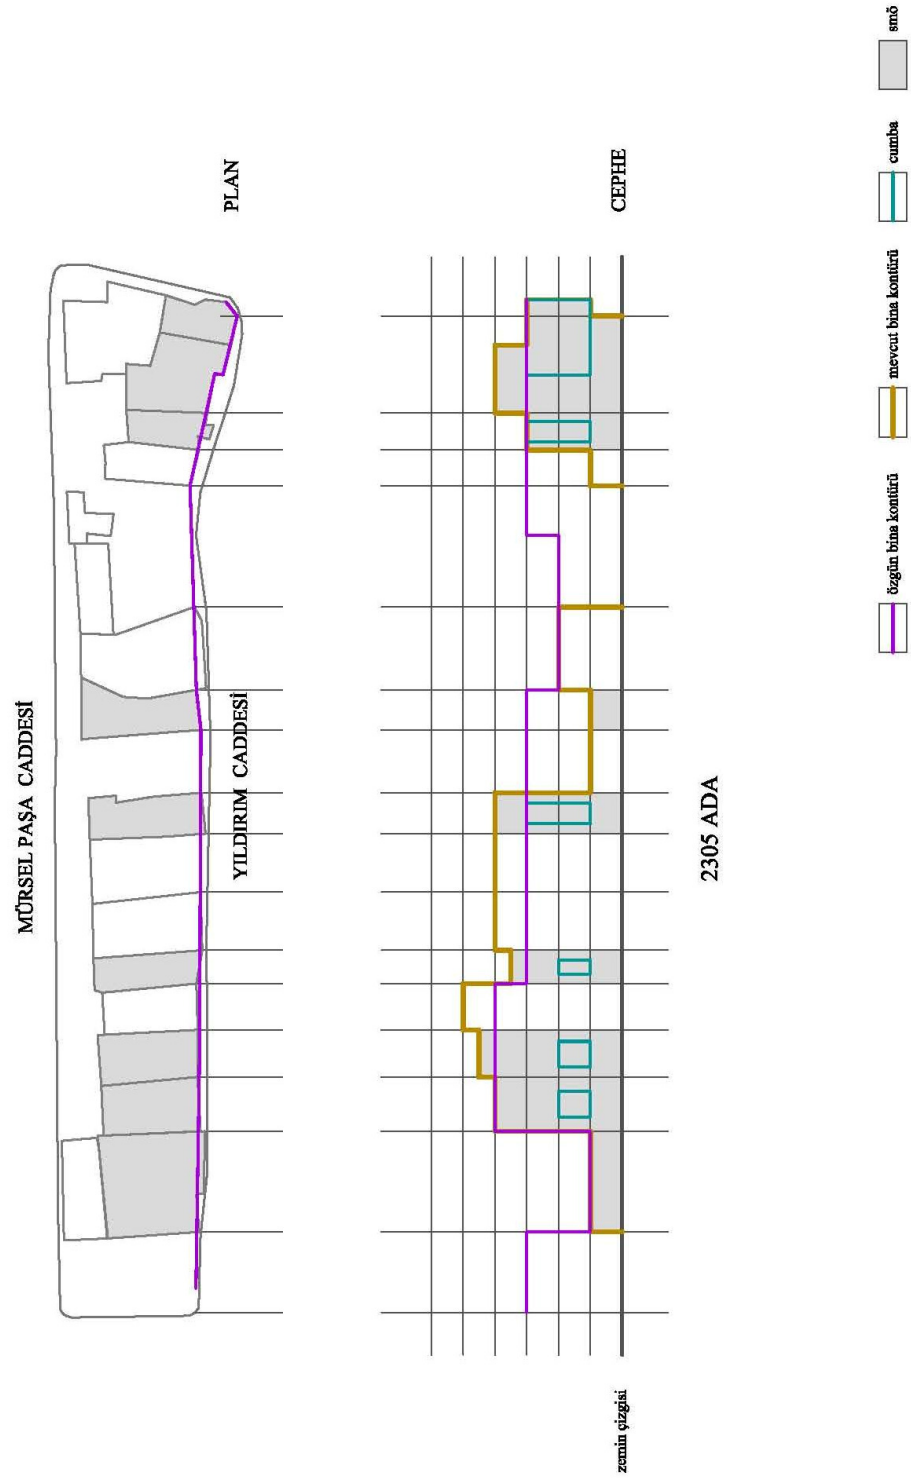 MÜRSEL PAŞA CADDESİ
YILDIRIM CADDESİ
PLAN
zemin çizgisi
CEPHE
2305 ADA
özgün bina kontürü
mevcut bina kontürü
cumba
smö